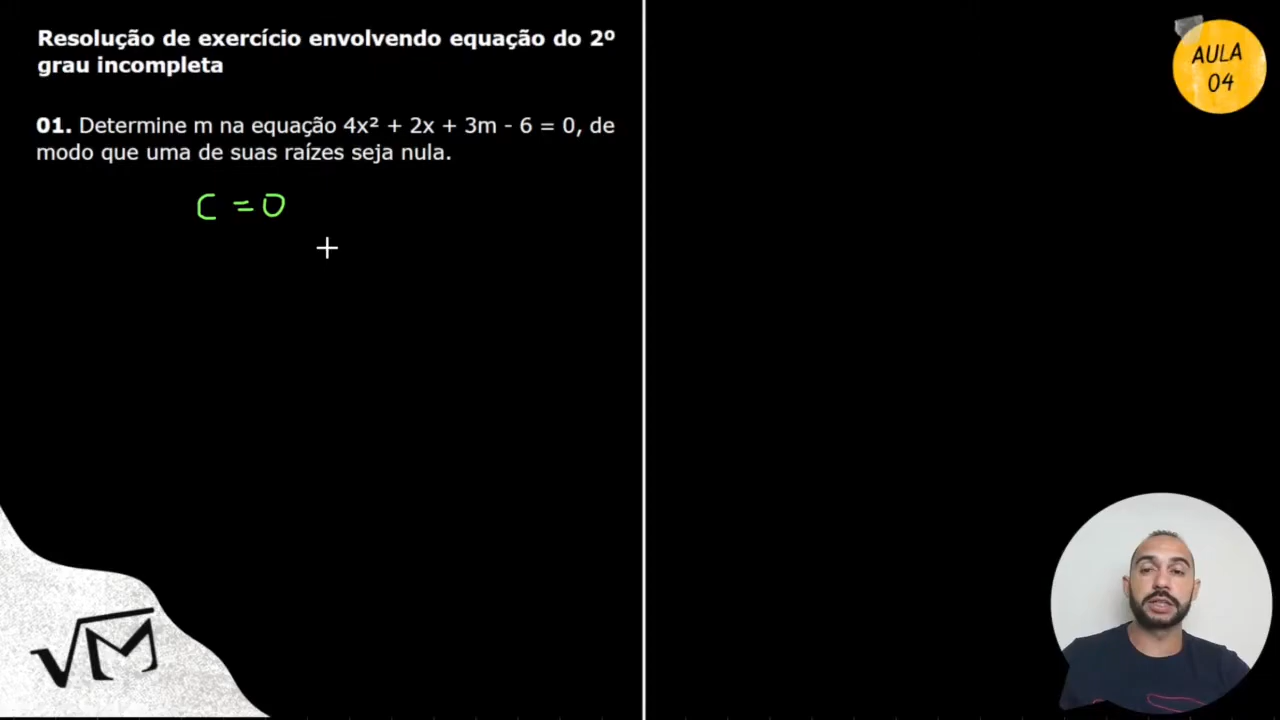 Resolução de exercício envolvendo equação do 2º
grau incompleta
01. Determine m na equação 4x² + 2x + 3m - 6 = 0, de
modo que uma de suas raízes seja nula.
C = 0
AULA
04
√M